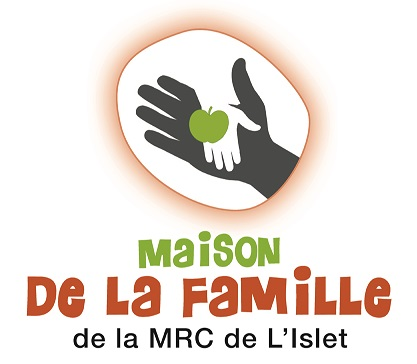 MAiSON
DE LA FAMiLLE
de la MRC de L'Islet